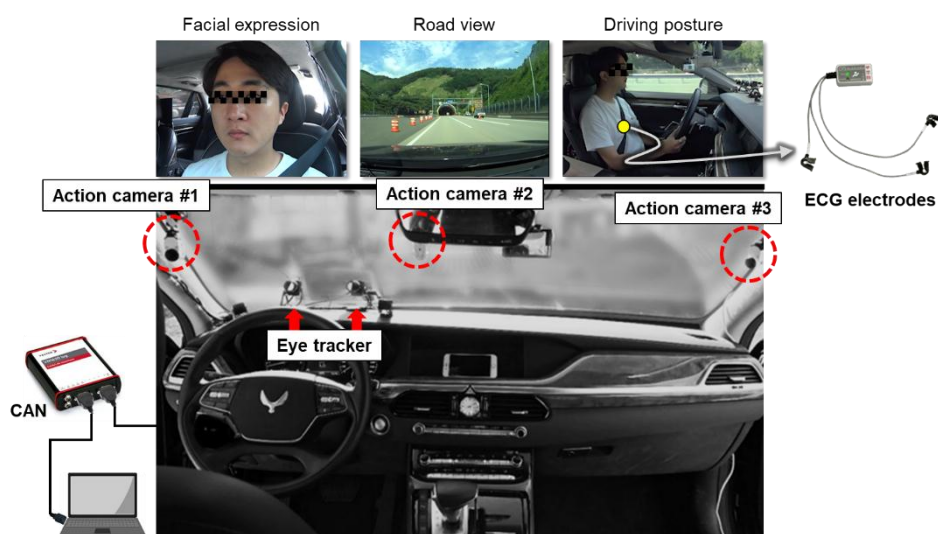 Facial expression
Road view
Driving posture
Action camera #1
Action camera #2
Action camera #3
ECG electrodes
Eye tracker
CAN